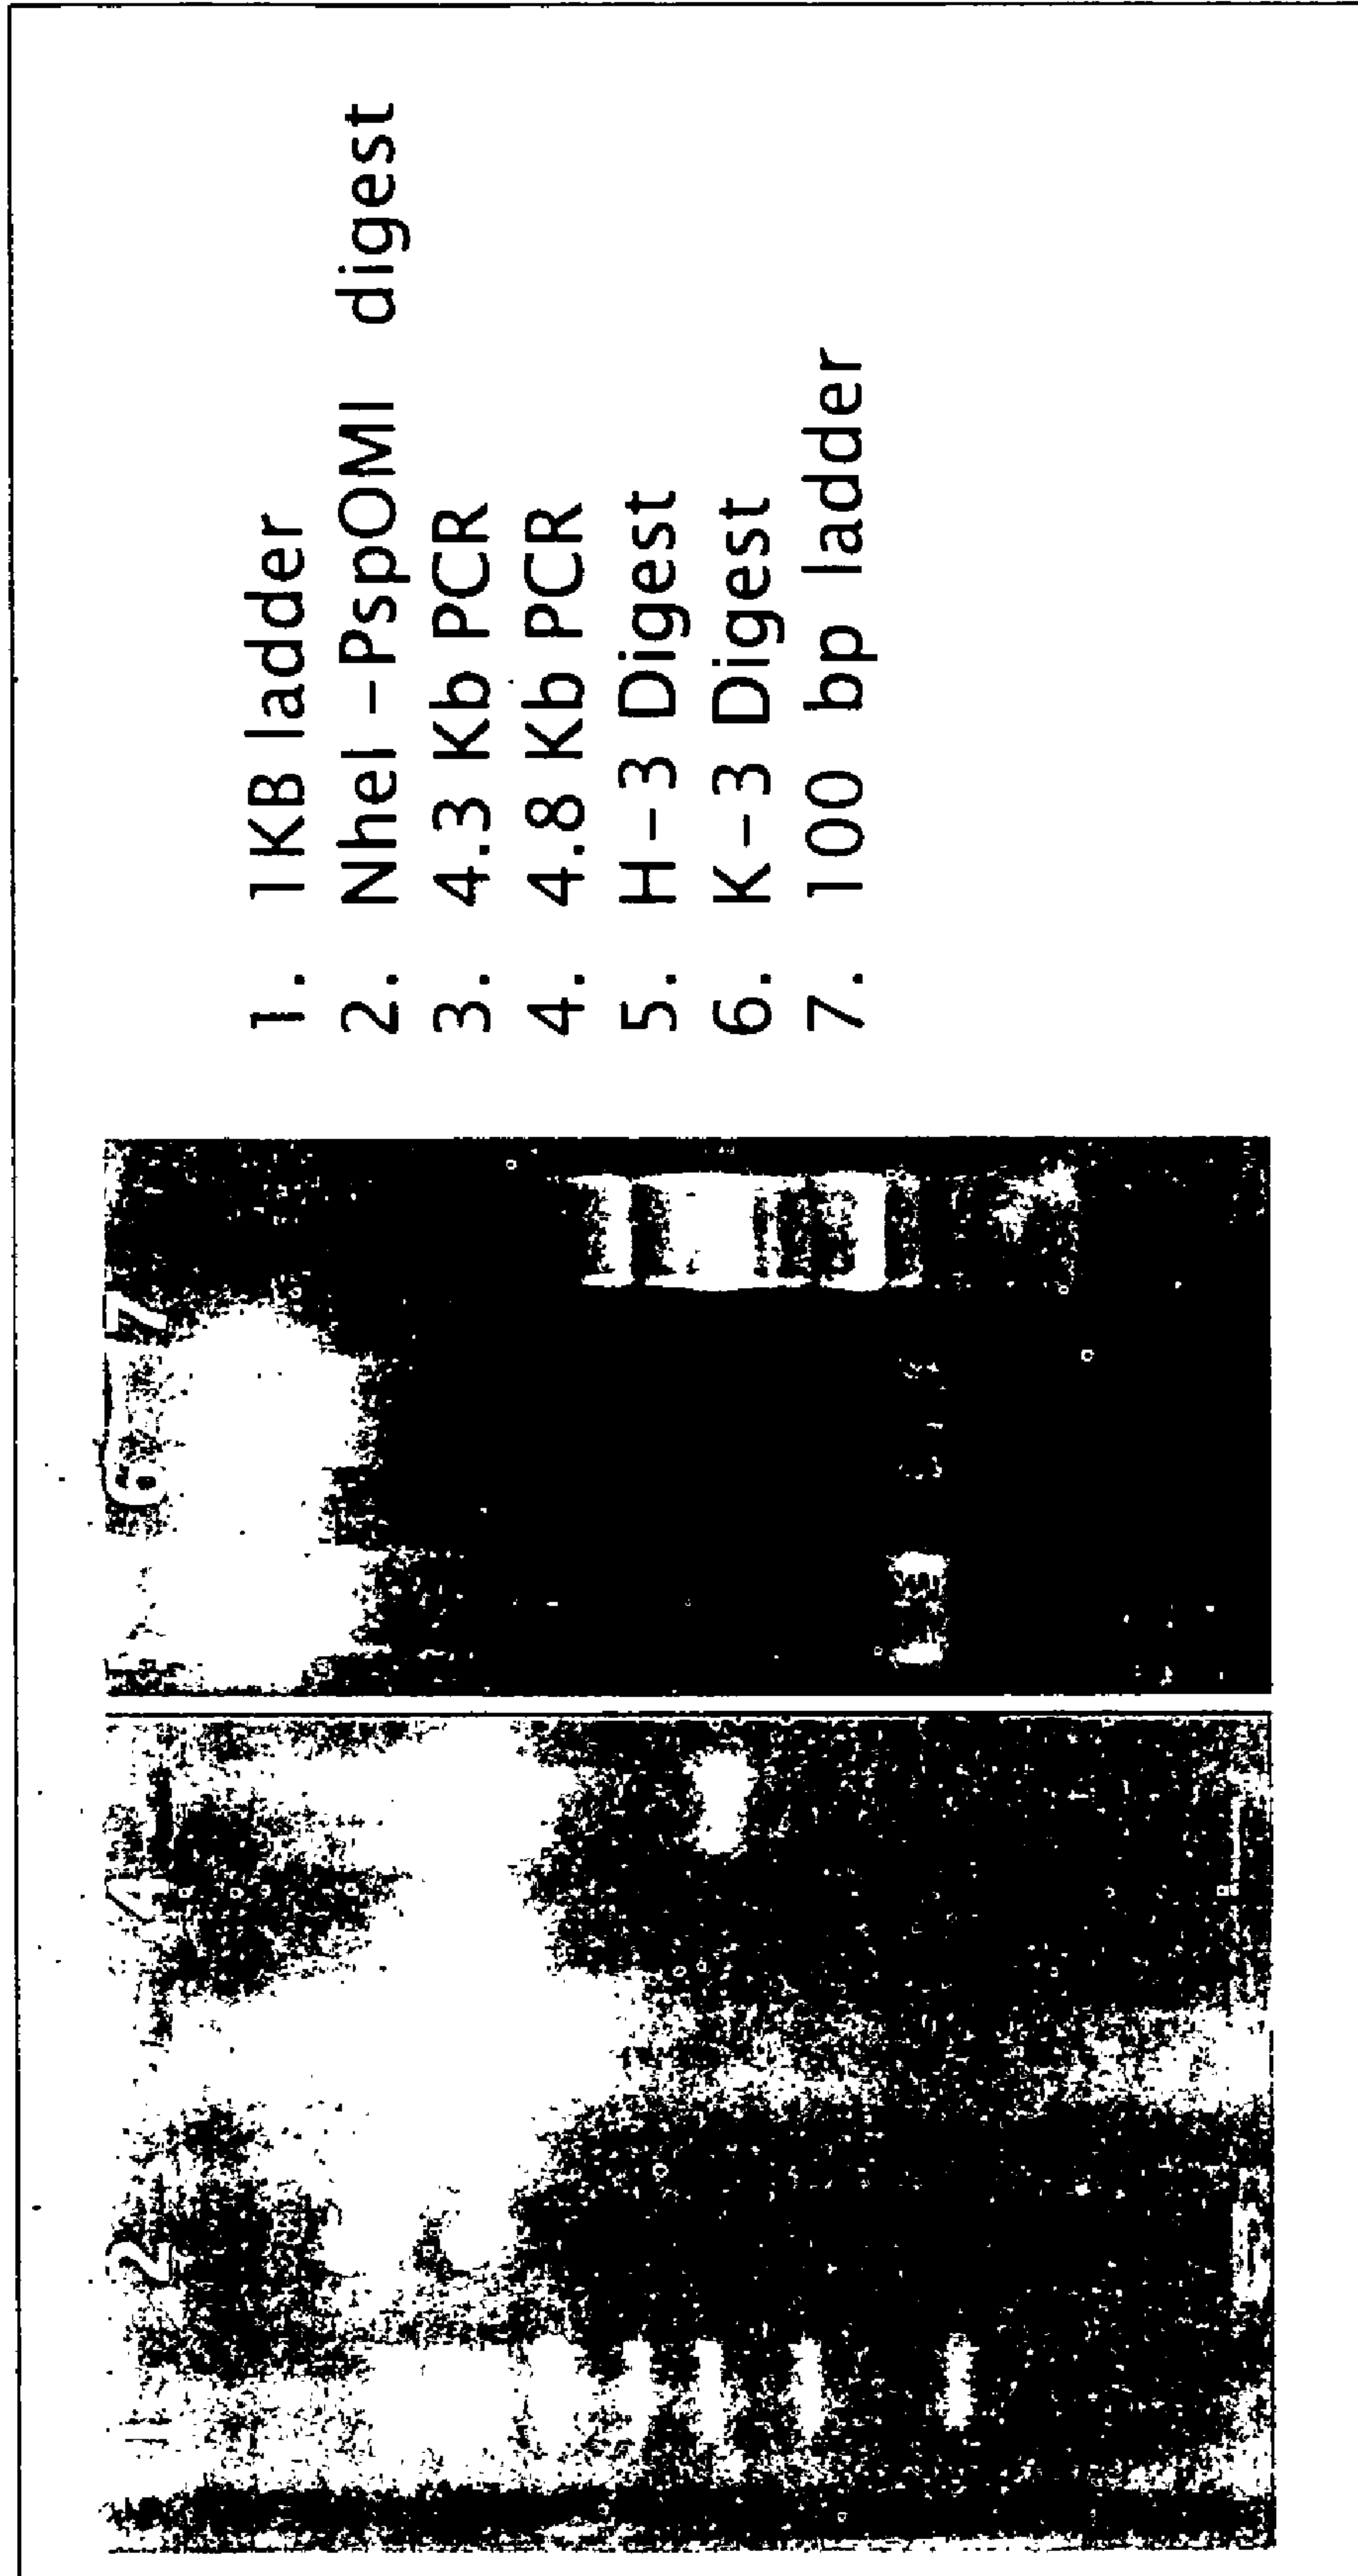 1. 1KB ladder
2. NheI-PspOMI digest
3. 4.3 Kb PCR
4. 4.8 Kb PCR
5. H-3 Digest
6. K-3 Digest
7. 100 bp ladder
1 2 4
6 7